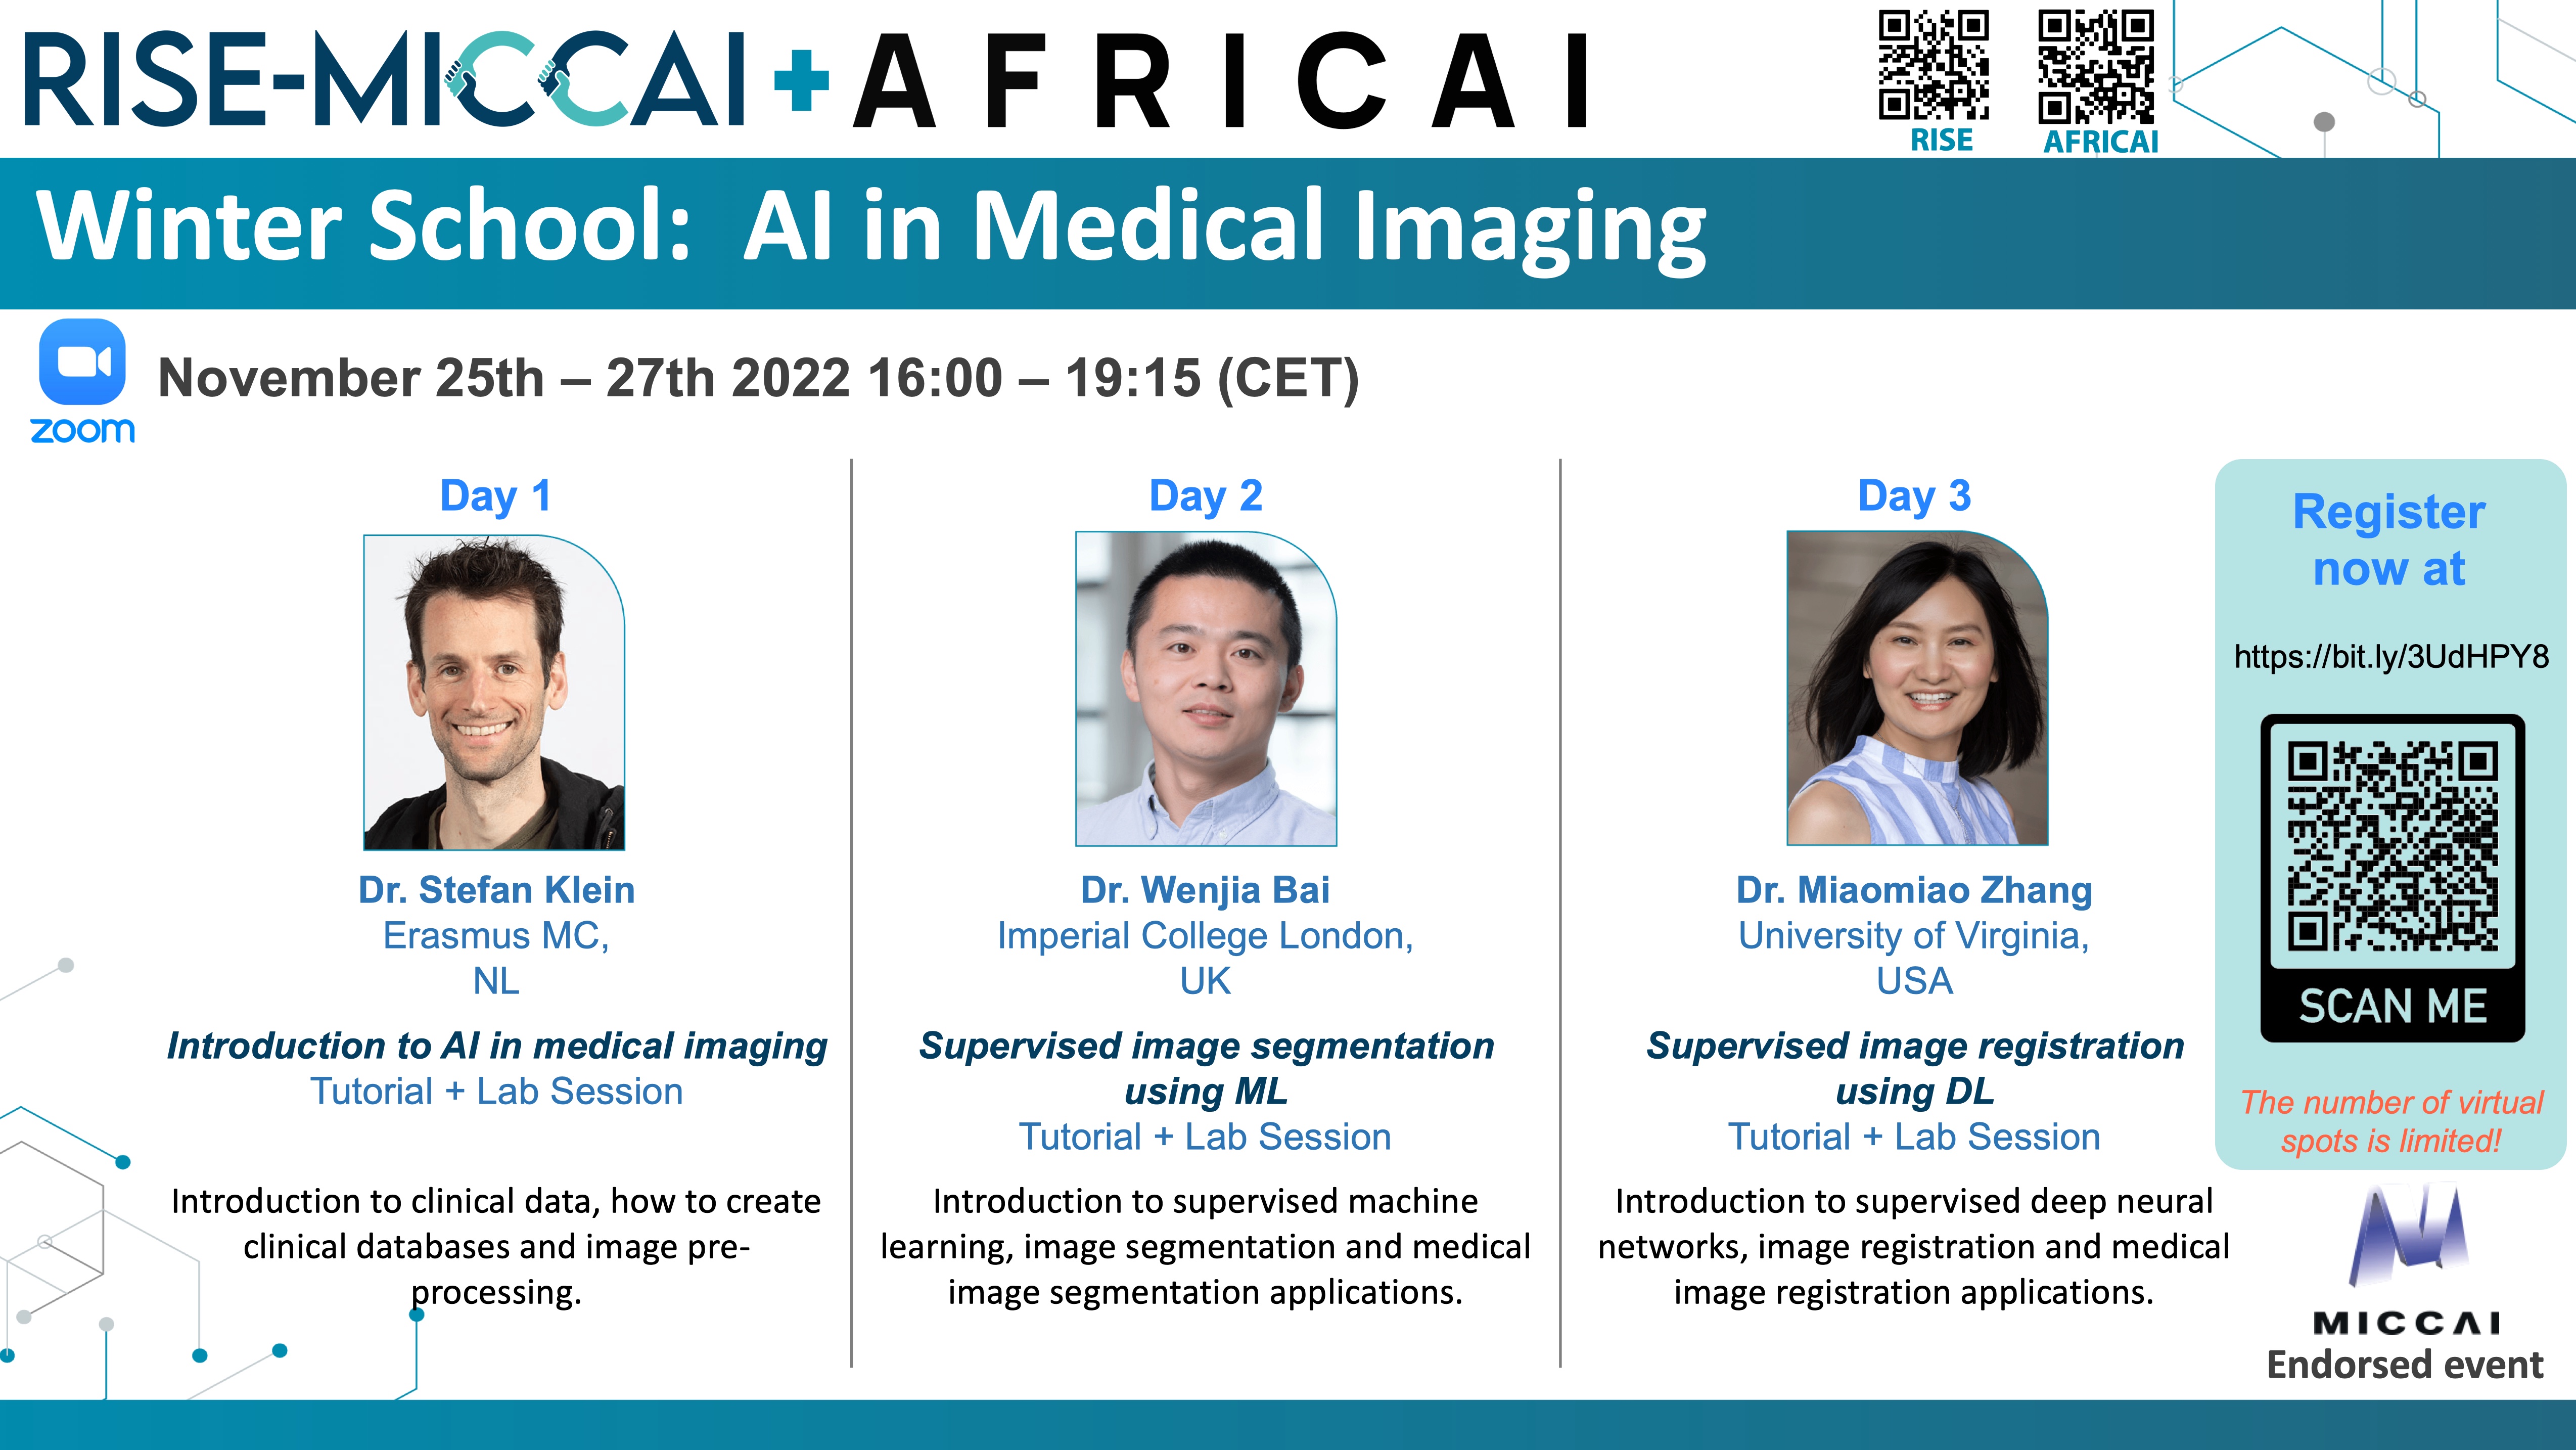 RISE-MICCAI + AFRICAI
RISE
AFRICAI
Winter School: AI in Medical Imaging
zoom
November 25th – 27th 2022 16:00 – 19:15 (CET)
Day 1
Dr. Stefan Klein
Erasmus MC,
NL
Introduction to AI in medical imaging
Tutorial + Lab Session
Introduction to clinical data, how to create
clinical databases and image pre-
processing.
Day 2
Dr. Wenjia Bai
Imperial College London,
UK
Supervised image segmentation
using ML
Tutorial + Lab Session
Introduction to supervised machine
learning, image segmentation and medical
image segmentation applications.
Day 3
Dr. Miaomiao Zhang
University of Virginia,
USA
Supervised image registration
using DL
Tutorial + Lab Session
Introduction to supervised deep neural
networks, image registration and medical
image registration applications.
Register
now at
https://bit.ly/3UdHPY8
SCAN ME
The number of virtual
spots is limited!
MICCAI
Endorsed event